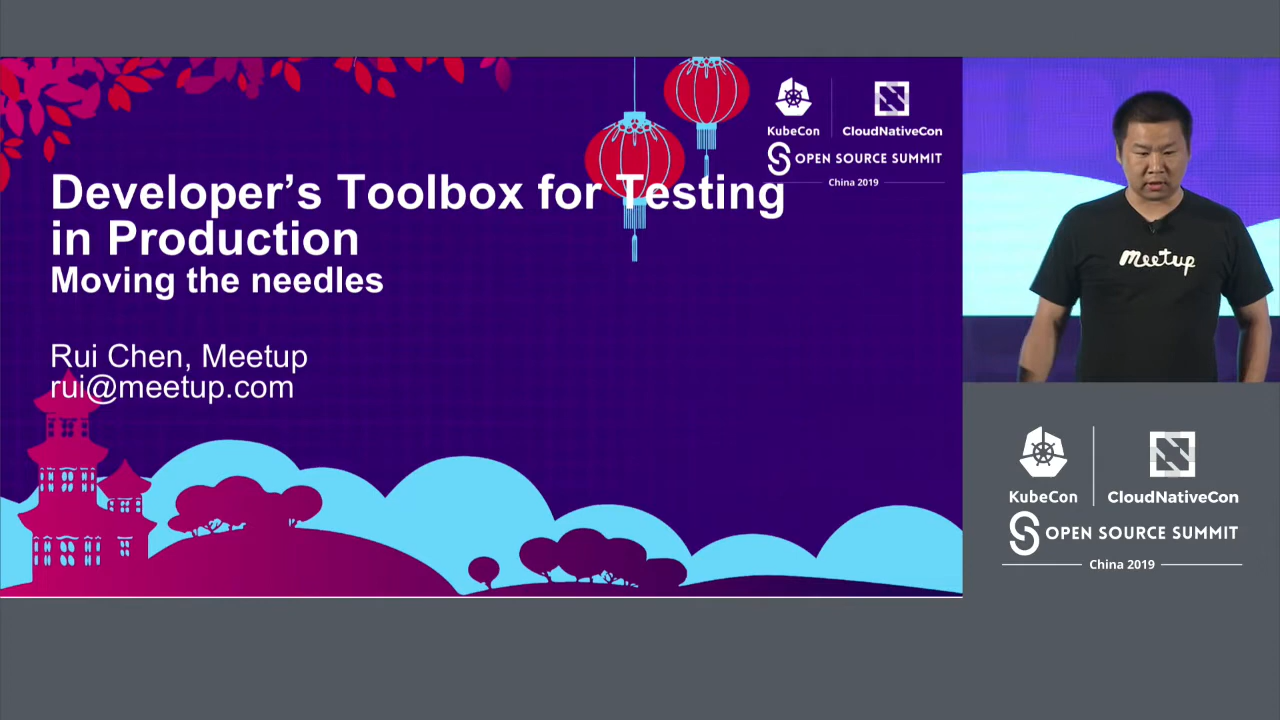 Developer’s Toolbox for Testing
in Production
Moving the needles
Rui Chen, Meetup
rui@meetup.com
KubeCon
CloudNativeCon
OPEN SOURCE SUMMIT
China 2019
meetup
KubeCon
CloudNativeCon
OPEN SOURCE SUMMIT
China 2019